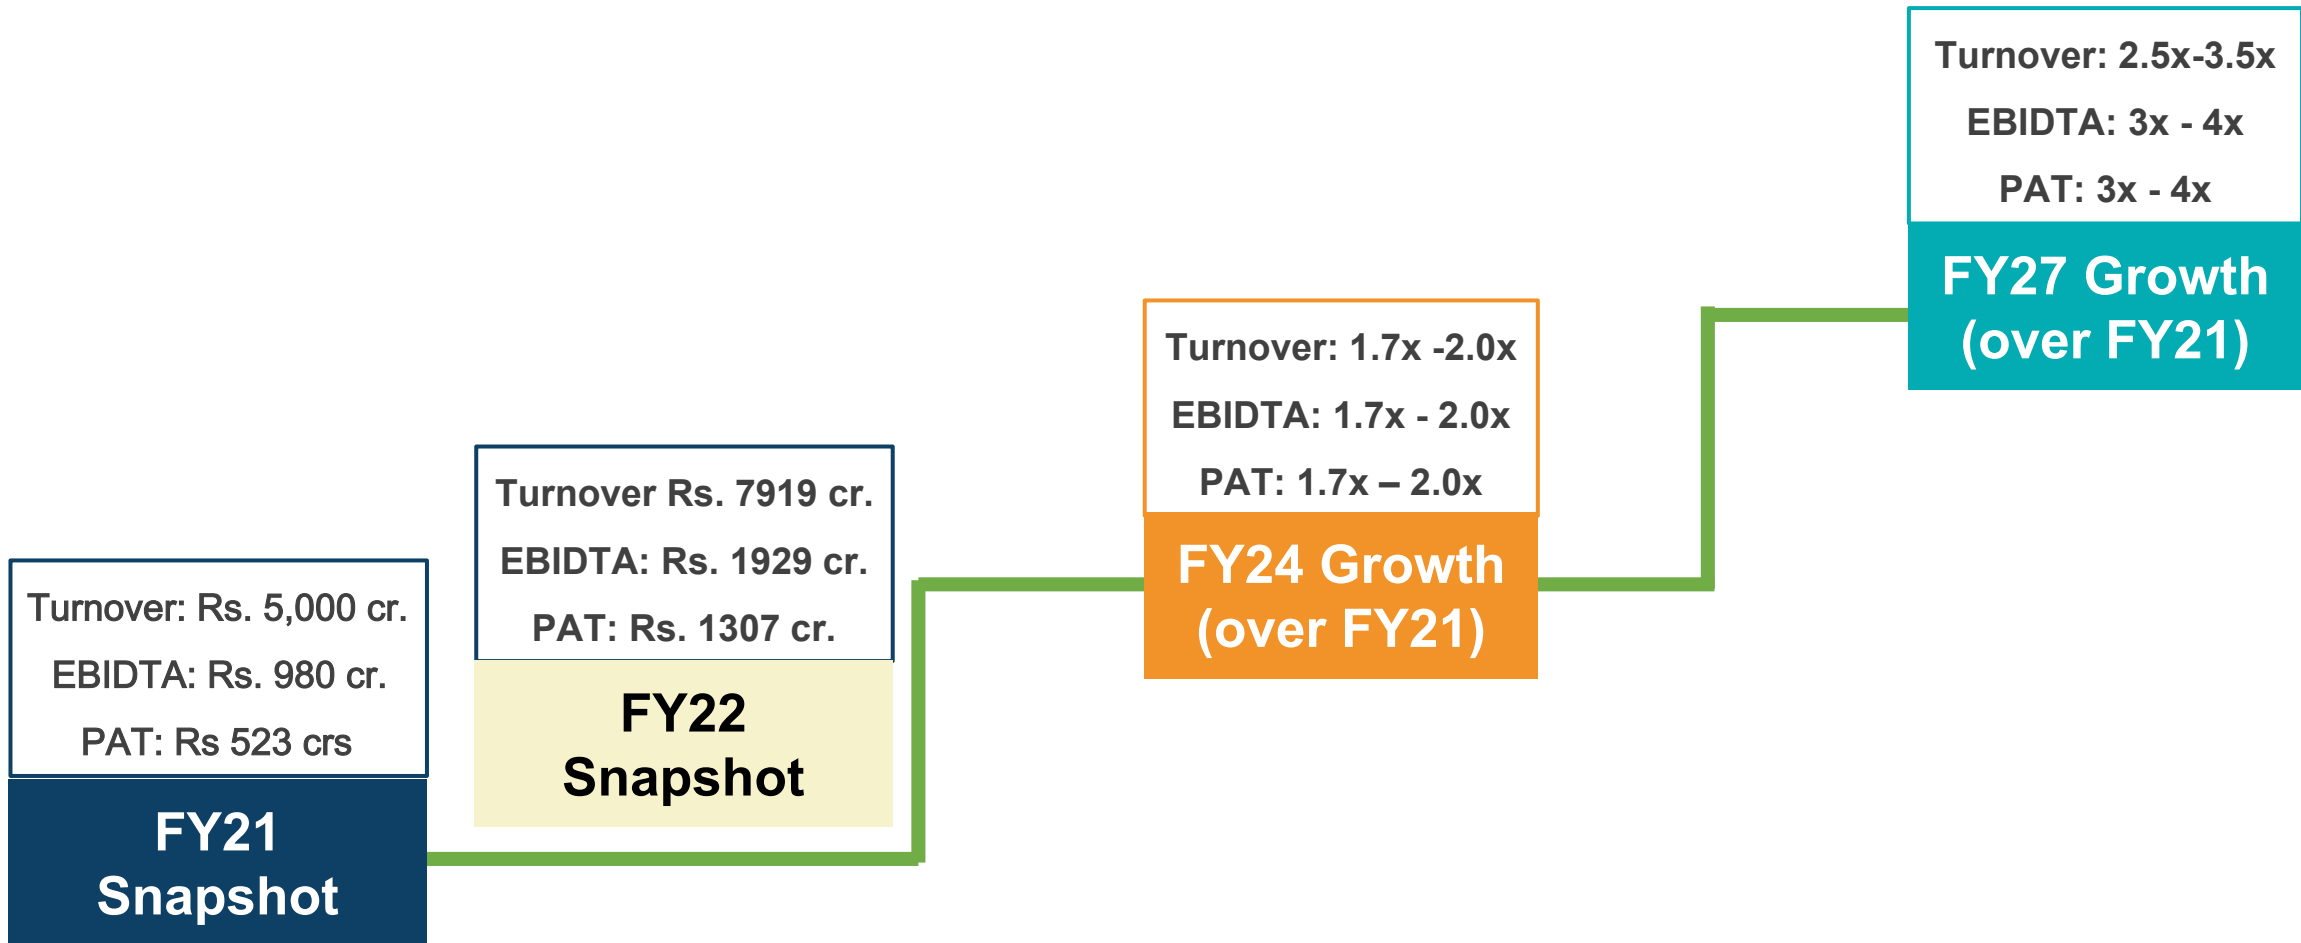 Turnover: Rs. 5,000 cr.
EBIDTA: Rs. 980 cr.
PAT: Rs 523 crs
FY21
Snapshot
Turnover Rs. 7919 cr.
EBIDTA: Rs. 1929 cr.
PAT: Rs. 1307 cr.
FY22
Snapshot
Turnover: 1.7x -2.0x
EBIDTA: 1.7x - 2.0x
PAT: 1.7x – 2.0x
FY24 Growth
(over FY21)
Turnover: 2.5x-3.5x
EBIDTA: 3x - 4x
PAT: 3x - 4x
FY27 Growth
(over FY21)